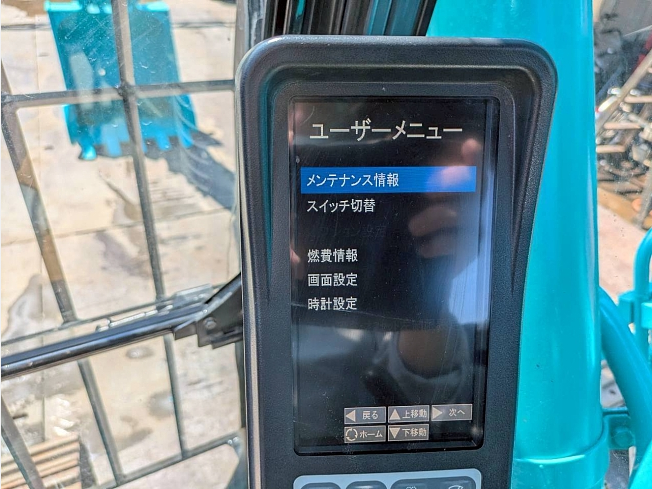 ユーザーメニュー
メンテナンス情報
スイッチ切替
燃費情報
画面設定
時計設定
戻る 上移動 次へ
ホーム 下移動